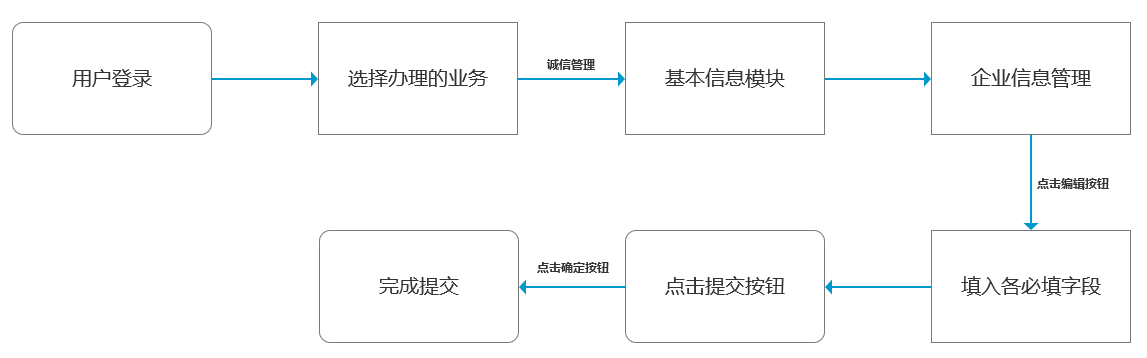 用户登录
选择办理的业务
诚信管理
基本信息模块
企业信息管理
点击编辑按钮
填入各必填字段
点击提交按钮
点击确定按钮
完成提交